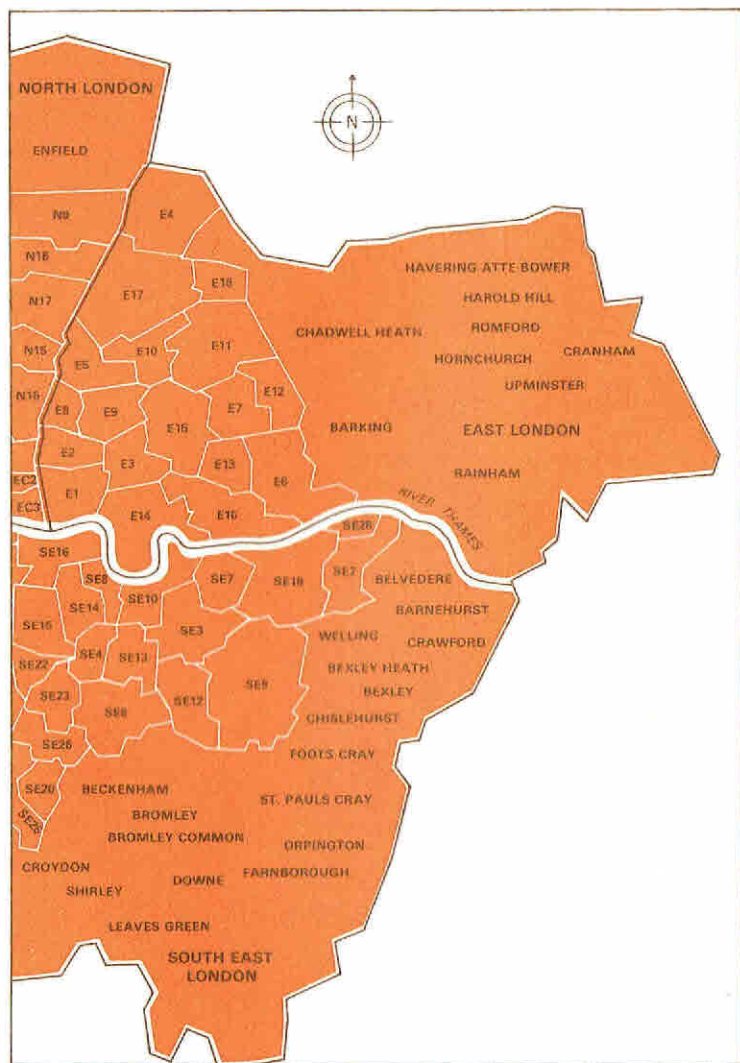 NORTH LONDON
N
ENFIELD
N9
E4
N18
HAVERING ATTE BOWER
E17
E18
N17
HAROLD HILL
ROMFORD
CHADWELL HEATH
E11
N15
E10
CRANHAM
HORNCHURCH
E5
E12
UPMINSTER
N16
E8
E9
E7
E15
BARKING
EAST LONDON
E2
E3
E13
RAINHAM
EC2
E6
E1
RIVER THAMES
EC3
E14
E16
SE28
SE16
SE8
SE7
SE18
SE2
BELVEDERE
SE14
SE10
BARNEHURST
SE15
SE3
WELLING
CRAWFORD
SE4
SE13
SE22
BEXLEY HEATH
SE9
SE23
BEXLEY
SE12
SE6
CHISLEHURST
SE26
FOOTS CRAY
SE20
BECKENHAM
ST. PAULS CRAY
SE25
BROMLEY
BROMLEY COMMON
ORPINGTON
CROYDON
FARNBOROUGH
DOWNE
SHIRLEY
LEAVES GREEN
SOUTH EAST
LONDON